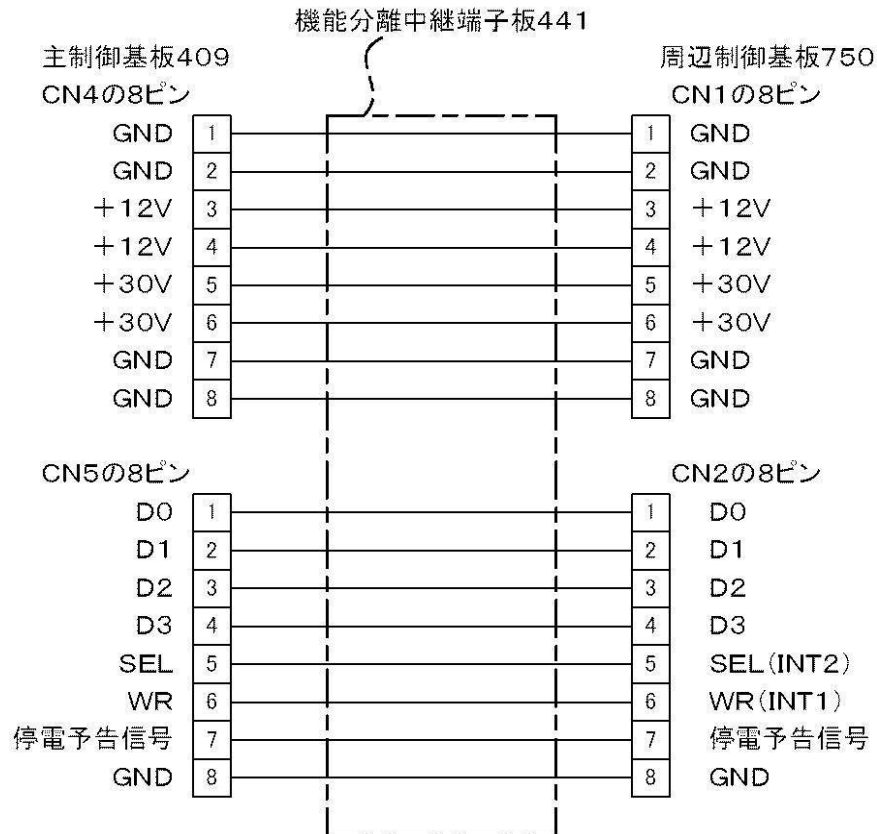 機能分離中継端子板441
主制御基板409
周辺制御基板750
CN4の8ピン
CN1の8ピン
GND 1 1 GND
GND 2 2 GND
+12V 3 3 +12V
+12V 4 4 +12V
+30V 5 5 +30V
+30V 6 6 +30V
GND 7 7 GND
GND 8 8 GND
CN5の8ピン
CN2の8ピン
D0 1 1 D0
D1 2 2 D1
D2 3 3 D2
D3 4 4 D3
SEL 5 5 SEL(INT2)
WR 6 6 WR(INT1)
停電予告信号 7 7 停電予告信号
GND 8 8 GND